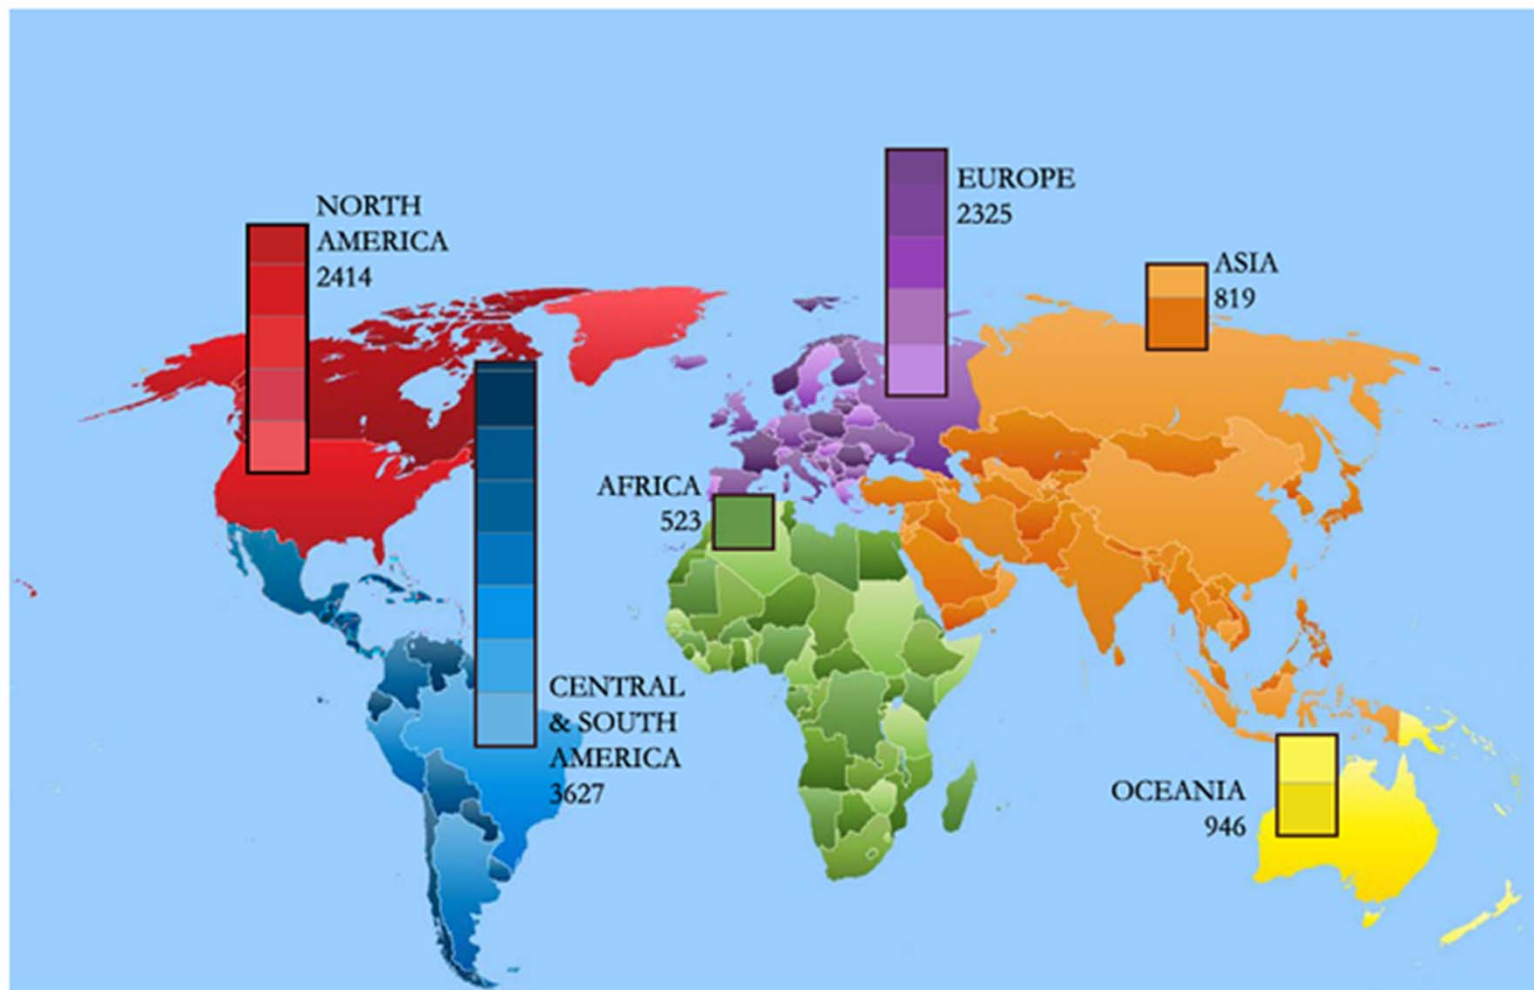 NORTH
AMERICA
2414
EUROPE
2325
ASIA
819
AFRICA
523
CENTRAL
& SOUTH
AMERICA
3627
OCEANIA
946